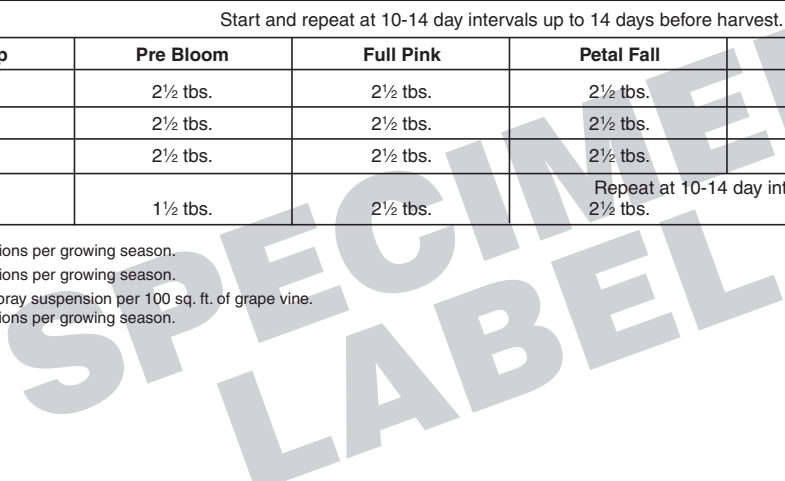 Start and repeat at 10-14 day intervals up to 14 days before harvest.
p Pre Bloom Full Pink Petal Fall
2½ tbs. 2½ tbs. 2½ tbs.
2½ tbs. 2½ tbs. 2½ tbs.
2½ tbs. 2½ tbs. 2½ tbs.
Repeat at 10-14 day int
1½ tbs. 2½ tbs. 2½ tbs.
ions per growing season.
ions per growing season.
pray suspension per 100 sq. ft. of grape vine.
ions per growing season.
SPECIMEN
LABEL